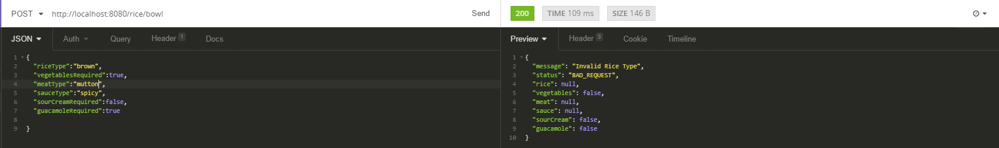 POST http://localhost:8080/rice/bowl Send
200 TIME 109 ms SIZE 146 B
JSON Auth Query Header 1 Docs
Preview Header 3 Cookie Timeline
1 {
2 "riceType":"brown",
3 "vegetablesRequired":true,
4 "meatType":"mutton",
5 "sauceType":"spicy",
6 "sourCreamRequired":false,
7 "guacamoleRequired":true
8
9 }
1 {
2 "message": "Invalid Rice Type",
3 "status": "BAD_REQUEST",
4 "rice": null,
5 "vegetables": false,
6 "meat": null,
7 "sauce": null,
8 "sourCream": false,
9 "guacamole": false
10 }